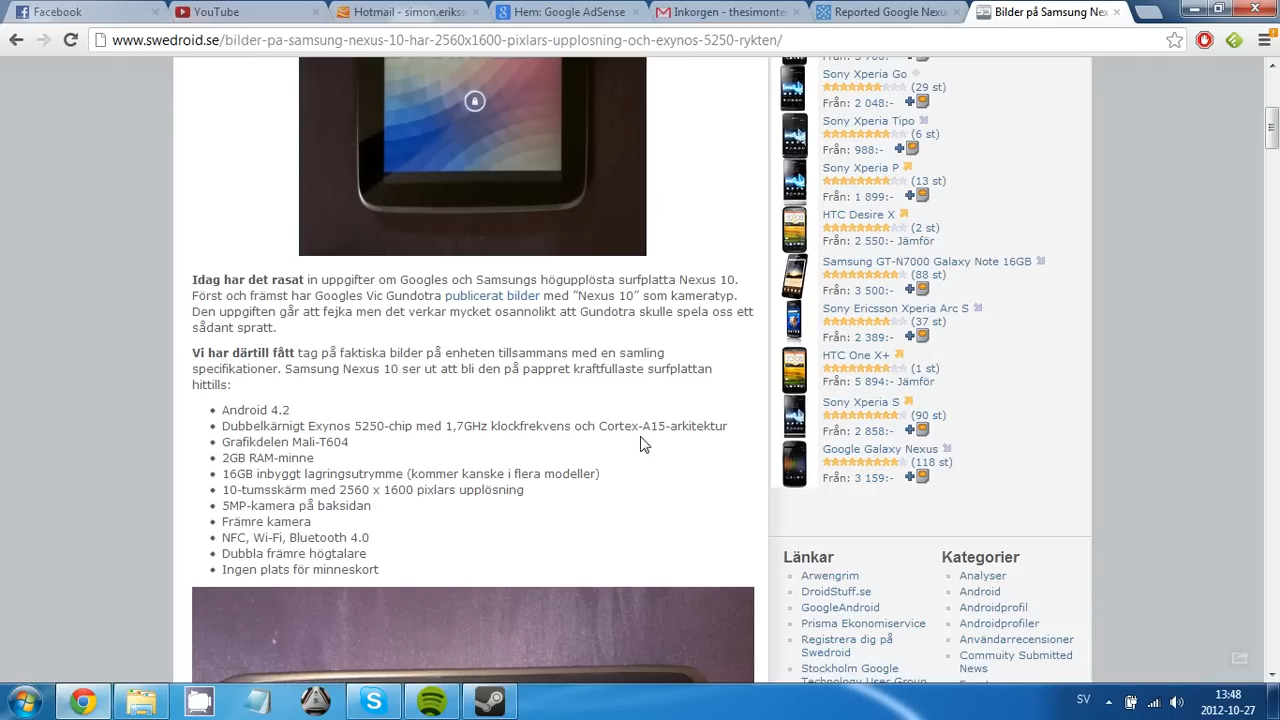 Facebook
YouTube
Hotmail - simon.eriks
Hem: Google AdSense
Inkorgen - thesimonte
Reported Google Nexu
Bilder på Samsung Nex
www.swedroid.se/bilder-pa-samsung-nexus-10-har-2560x1600-pixlars-upplosning-och-exynos-5250-rykten/
Idag har det rasat in uppgifter om Googles och Samsungs högupplösta surfplatta Nexus 10.
Först och främst har Googles Vic Gundotra publicerat bilder med ”Nexus 10” som kameratyp.
De uppgiften går att fejka men det verkar mycket osannolikt att Gundotra skulle spela oss ett
sådant spratt.
Vi har därtill fått tag på faktiska bilder på enheten tillsammans med en samling
specifikationer. Samsung Nexus 10 ser ut att bli den på pappret kraftfullaste surfplattan
hittills:
Android 4.2
Dubbelkärnigt Exynos 5250-chip med 1,7GHz klockfrekvens och Cortex-A15-arkitektur
Grafikdelen Mali-T604
2GB RAM-minne
16GB inbyggt lagringsutrymme (kommer kanske i flera modeller)
10-tumsskärm med 2560 x 1600 pixlars upplösning
5MP-kamera på baksidan
Främre kamera
NFC, Wi-Fi, Bluetooth 4.0
Dubbla främre högtalare
Ingen plats för minneskort
Sony Xperia Go
(29 st)
Från: 2 048:-
Sony Xperia Tipo
(6 st)
Från: 988:-
Sony Xperia P
(13 st)
Från: 1 899:-
HTC Desire X
(2 st)
Från: 2 550:- Jämför
Samsung GT-N7000 Galaxy Note 16GB
(88 st)
Från: 3 500:-
Sony Ericsson Xperia Arc S
(37 st)
Från: 2 389:-
HTC One X+
(1 st)
Från: 5 894:- Jämför
Sony Xperia S
(90 st)
Från: 2 858:-
Google Galaxy Nexus
(118 st)
Från: 3 159:-
Länkar
Arwengrim
DroidStuff.se
GoogleAndroid
Prisma Ekonomiservice
Registrera dig på
Swedroid
Stockholm Google
Technology User Group
Kategorier
Analyser
Android
Androidprofil
Androidprofiler
Användarrecensioner
Commuity Submitted
News
SV
13:48
2012-10-27